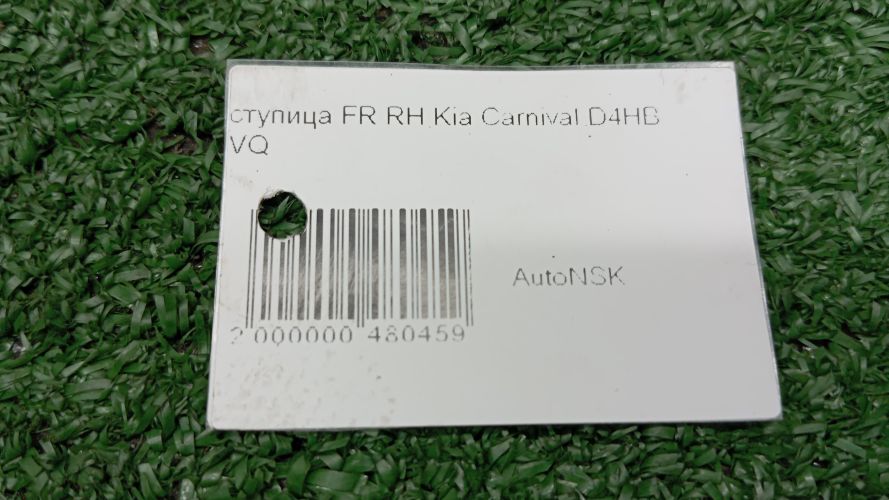 ступица FR RH Kia Carnival D4HB
VQ
AutoNSK
2 000000 480459